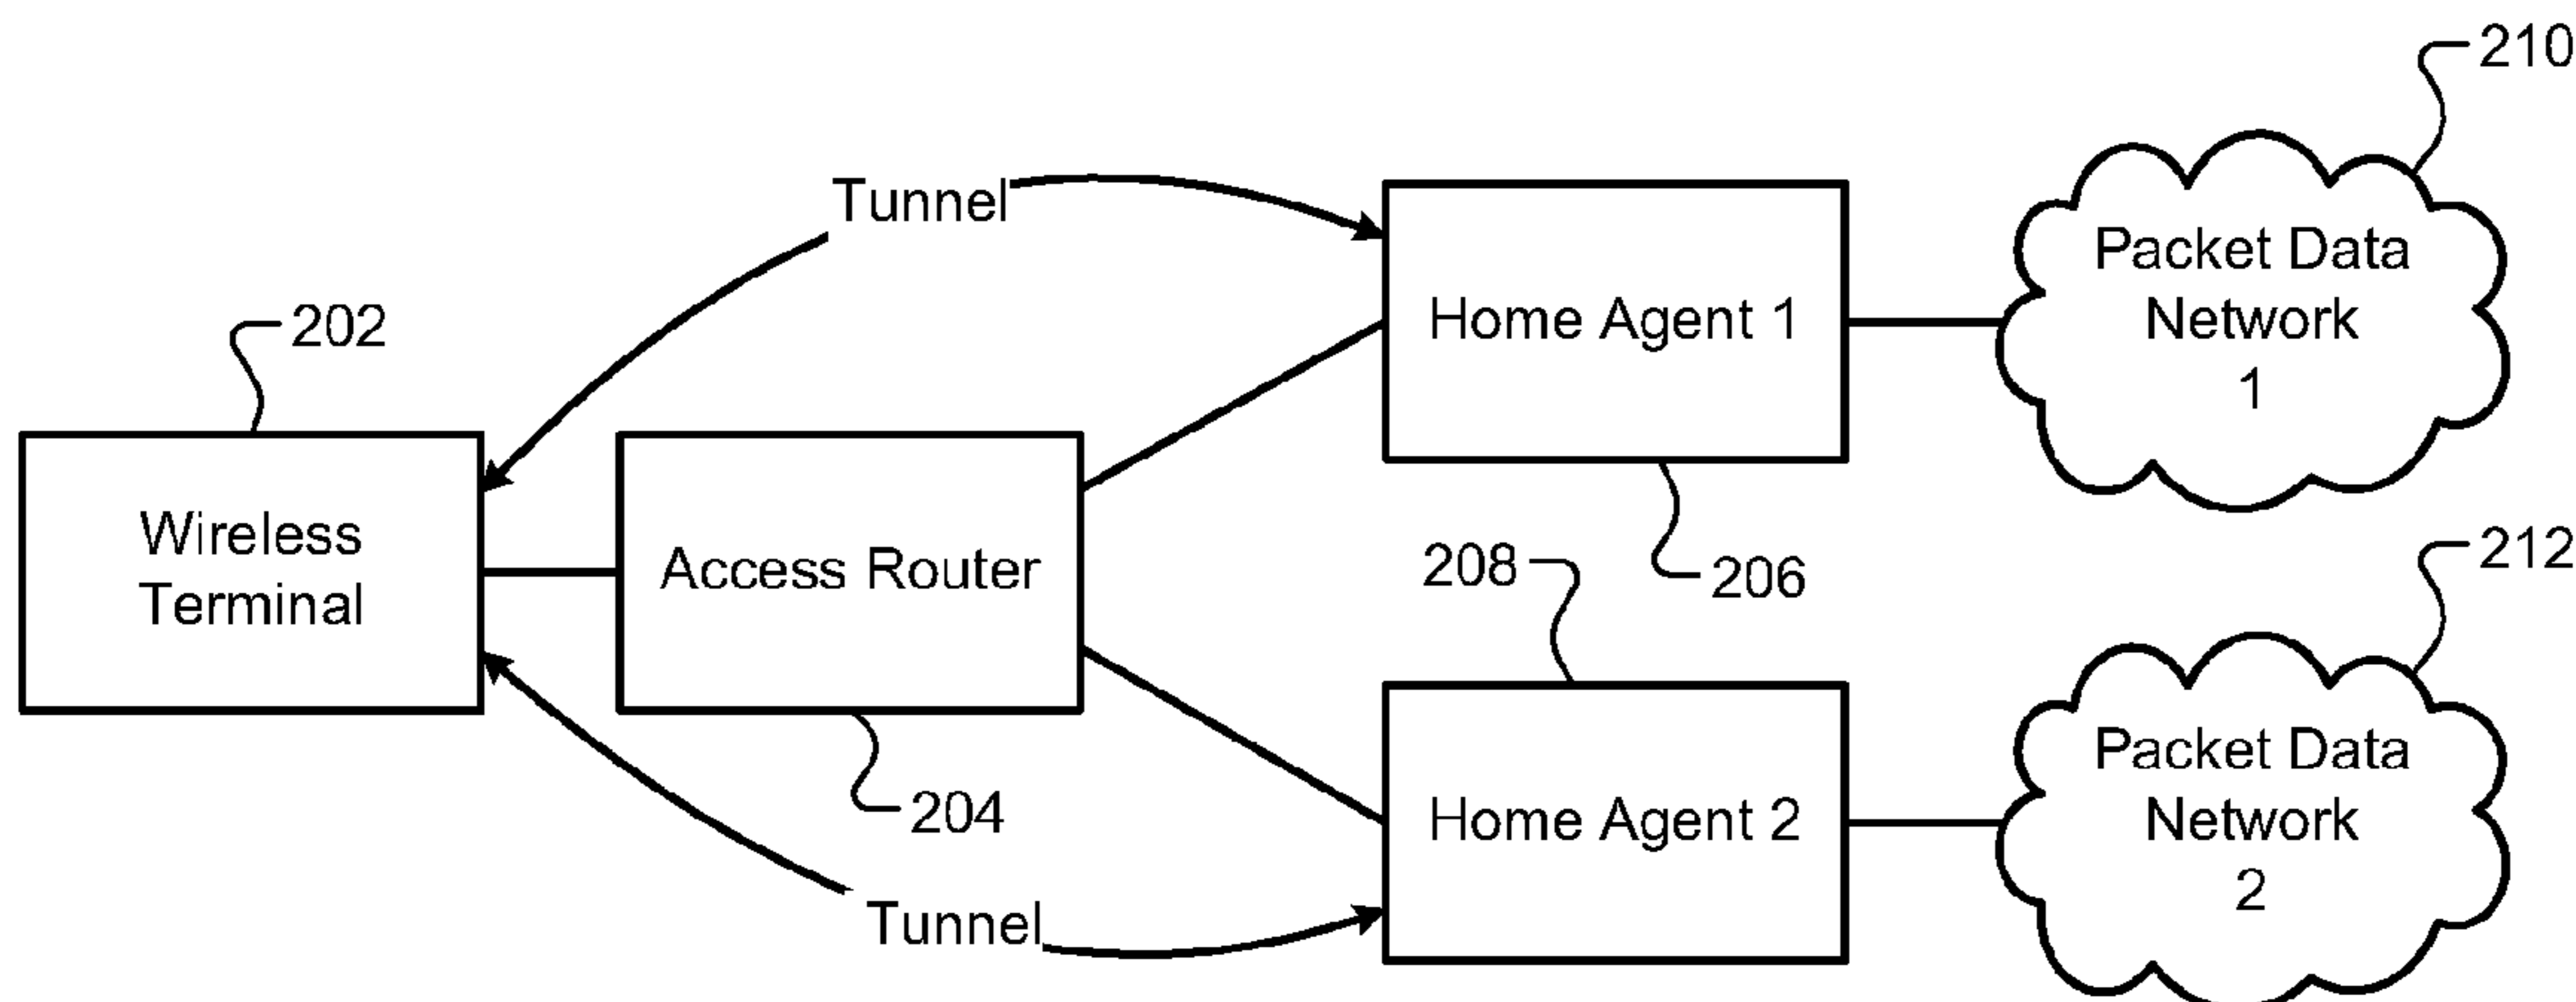 210
Tunnel
Packet Data
Network
1
Home Agent 1
202
Wireless
Terminal
Access Router
206
208
212
204
Packet Data
Network
2
Home Agent 2
Tunnel